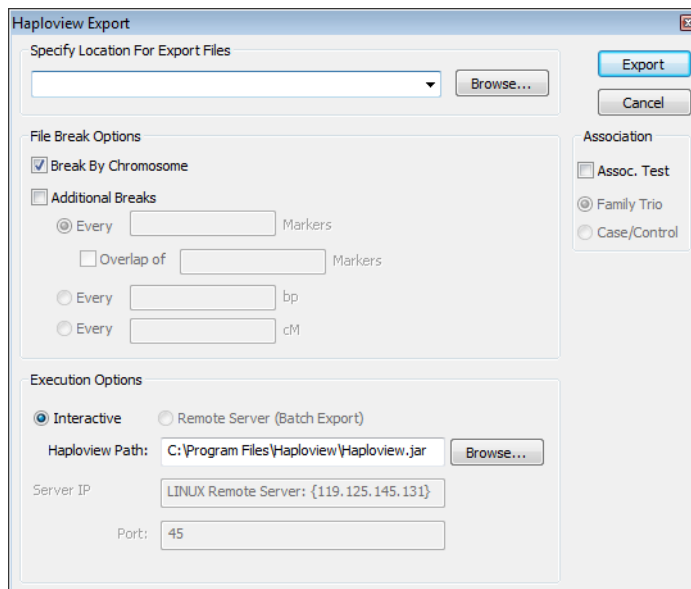 Haploview Export
Specify Location For Export Files
Browse...
Export
Cancel
File Break Options
Break By Chromosome
Additional Breaks
Every Markers
Overlap of Markers
Every bp
Every cM
Association
Assoc. Test
Family Trio
Case/Control
Execution Options
Interactive Remote Server (Batch Export)
Haploview Path: C:\Program Files\Haploview\Haploview.jar Browse...
Server IP LINUX Remote Server: {119.125.145.131}
Port: 45